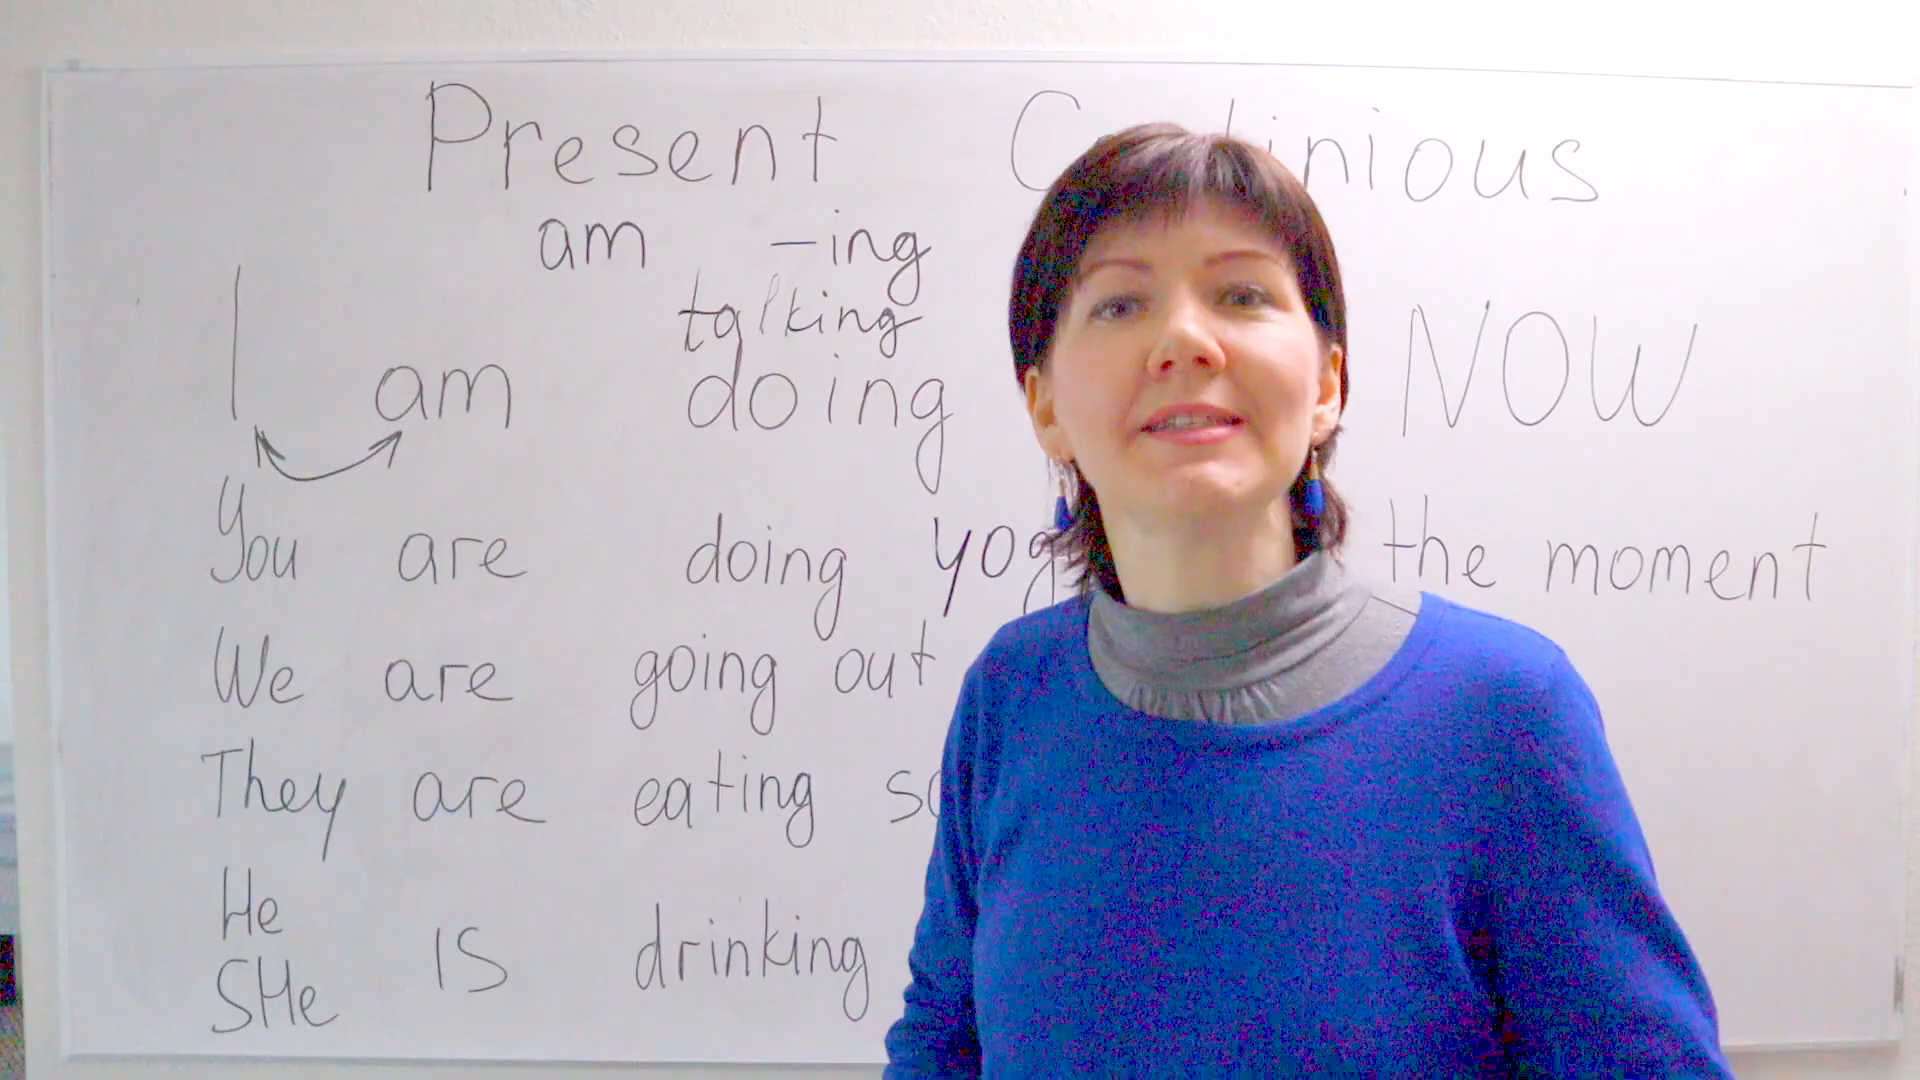 Present
am -ing
talking
I am doing NOW
You are doing the moment
We are going out
They are eating
He
SHe IS drinking